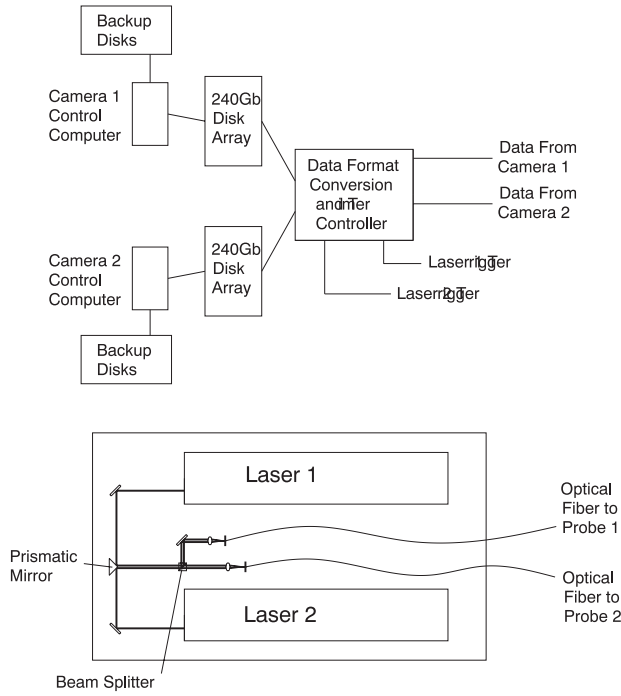 Backup
Disks
Camera 1
Control
Computer
240Gb
Disk
Array
Data Format
Conversion
and
Controller
Data From
Camera 1
Data From
Camera 2
Camera 2
Control
Computer
240Gb
Disk
Array
Backup
Disks
Laser 1
Optical
Fiber to
Probe 1
Prismatic
Mirror
Optical
Fiber to
Probe 2
Laser 2
Beam Splitter